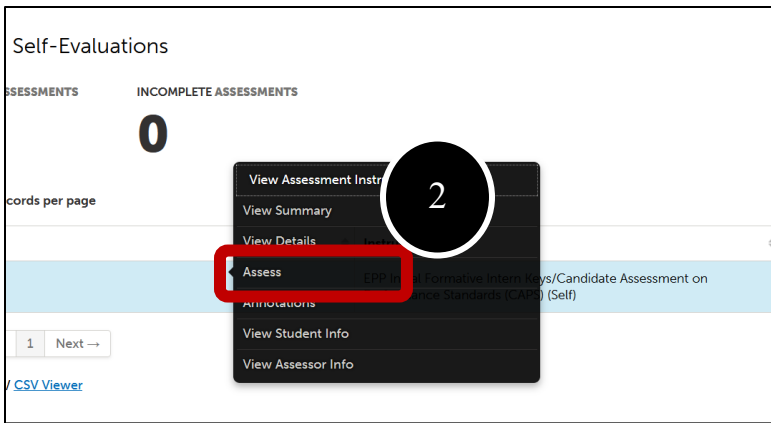 Self-Evaluations
SSESSMENTS INCOMPLETE ASSESSMENTS
0
View Assessment Instr
2
cords per page
View Summary
View Details
Assess
EPP Initial Formative Intern Keys/Candidate Assessment on
ance Standards (CAPS) (Self)
Annotations
1 Next →
View Student Info
View Assessor Info
/ CSV Viewer